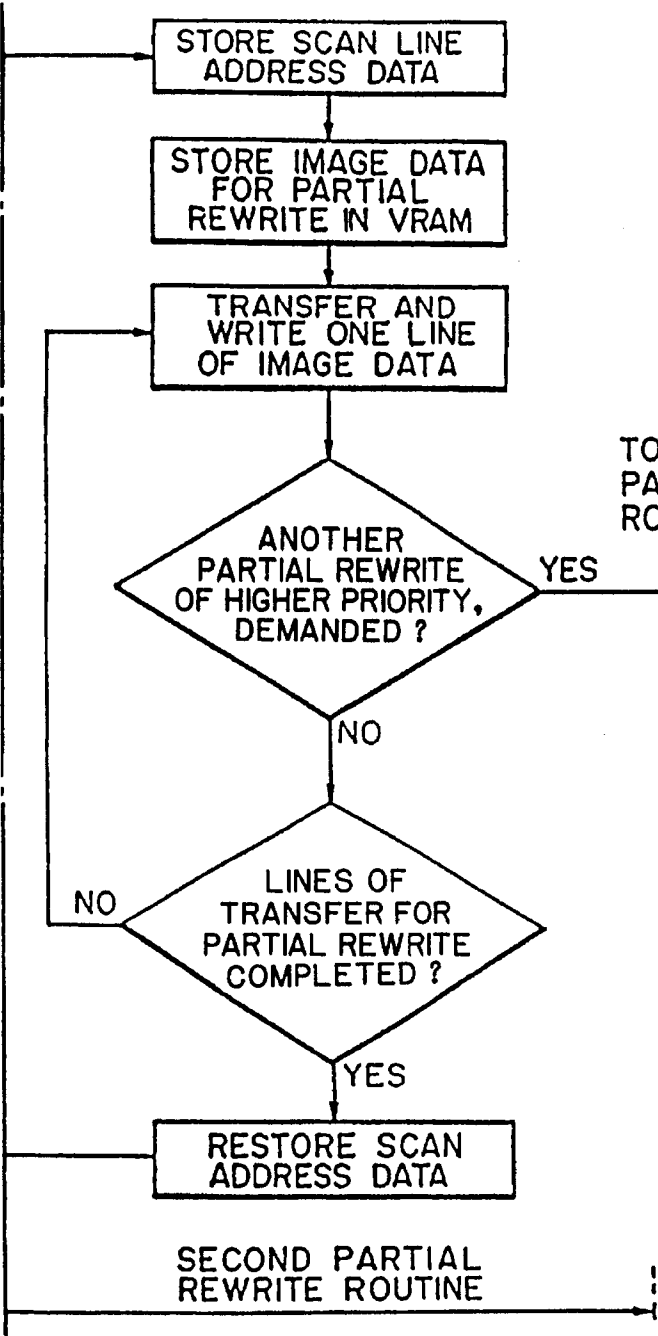 STORE SCAN LINE
ADDRESS DATA
STORE IMAGE DATA
FOR PARTIAL
REWRITE IN VRAM
TRANSFER AND
WRITE ONE LINE
OF IMAGE DATA
TO
ANOTHER
PARTIAL REWRITE
OF HIGHER PRIORITY,
DEMANDED ?
YES
NO
LINES OF
TRANSFER FOR
PARTIAL REWRITE
COMPLETED ?
NO
YES
RESTORE SCAN
ADDRESS DATA
SECOND PARTIAL
REWRITE ROUTINE